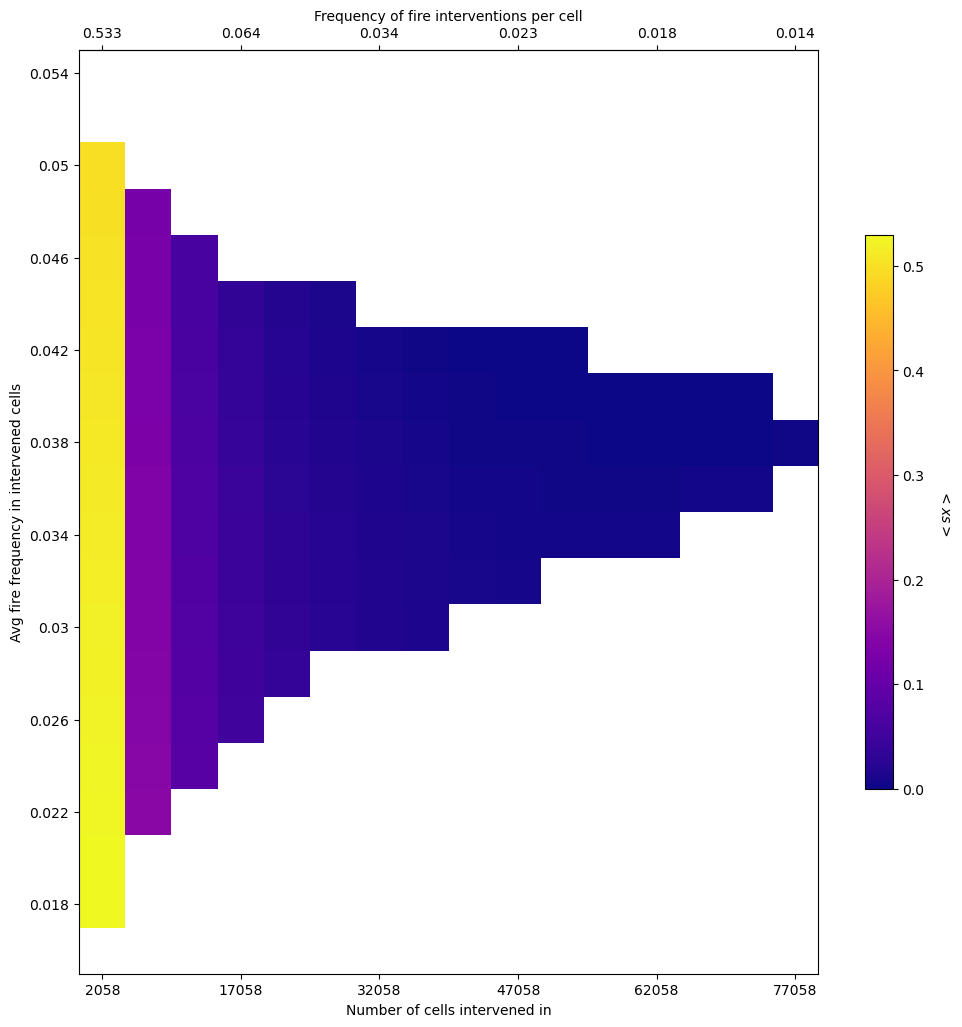 Frequency of fire interventions per cell
0.533 0.064 0.034 0.023 0.018 0.014
Avg fire frequency in intervened cells
0.054
0.05
0.046
0.042
0.038
0.034
0.03
0.026
0.022
0.018
2058 17058 32058 47058 62058 77058
Number of cells intervened in
0.5
0.4
0.3
0.2
0.1
0.0
< sx >